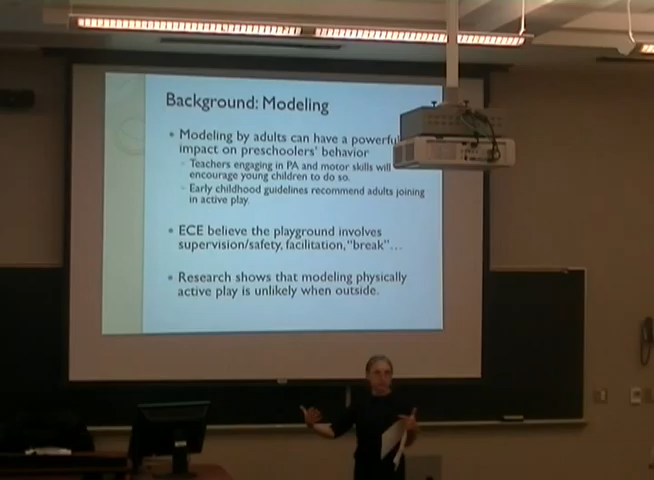 Background: Modeling
• Modeling by adults can have a powerful
impact on preschoolers' behavior
Teachers engaging in PA and motor skills will
encourage young children to do so.
Early childhood guidelines recommend adults joining
in active play.
• ECE believe the playground involves
supervision/safety, facilitation, "break"…
• Research shows that modeling physically
active play is unlikely when outside.